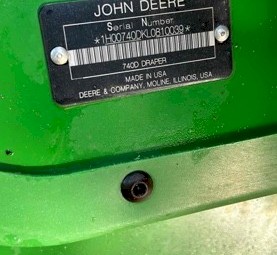 JOHN DEERE
Serial Number
*1H00740DKL0810039*
740D DRAPER
MADE IN USA
DEERE & COMPANY, MOLINE, ILLINOIS, USA